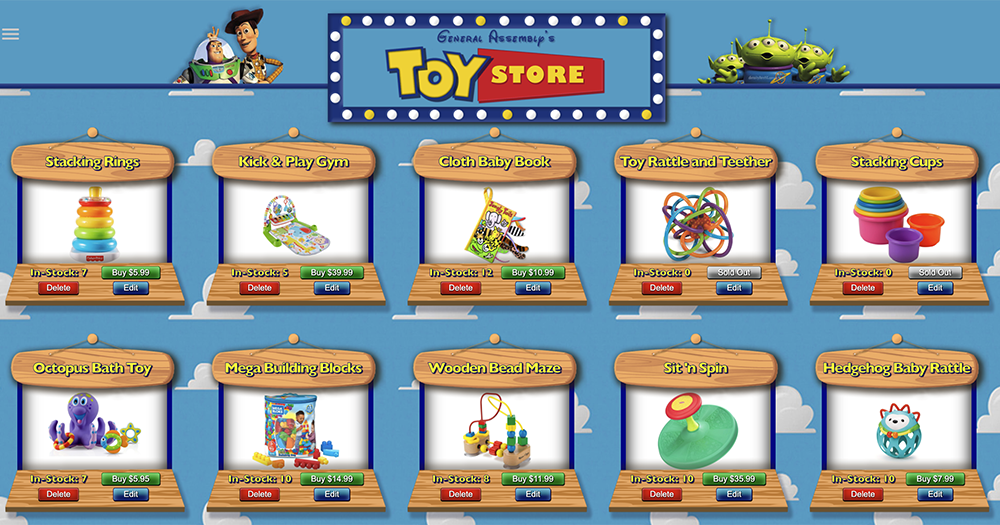 General Assembly's
TOY STORE
Stacking Rings
In-Stock: 7 Buy $5.99
Delete Edit
Kick & Play Gym
In-Stock: 5 Buy $39.99
Delete Edit
Cloth Baby Book
In-Stock: 12 Buy $10.99
Delete Edit
Toy Rattle and Teether
In-Stock: 0 Sold Out
Delete Edit
Stacking Cups
In-Stock: 0 Sold Out
Delete Edit
Octopus Bath Toy
In-Stock: 7 Buy $5.95
Delete Edit
Mega Building Blocks
In-Stock: 10 Buy $14.99
Delete Edit
Wooden Bead Maze
In-Stock: 8 Buy $11.99
Delete Edit
Sit 'n Spin
In-Stock: 10 Buy $35.99
Delete Edit
Hedgehog Baby Rattle
In-Stock: 10 Buy $7.99
Delete Edit